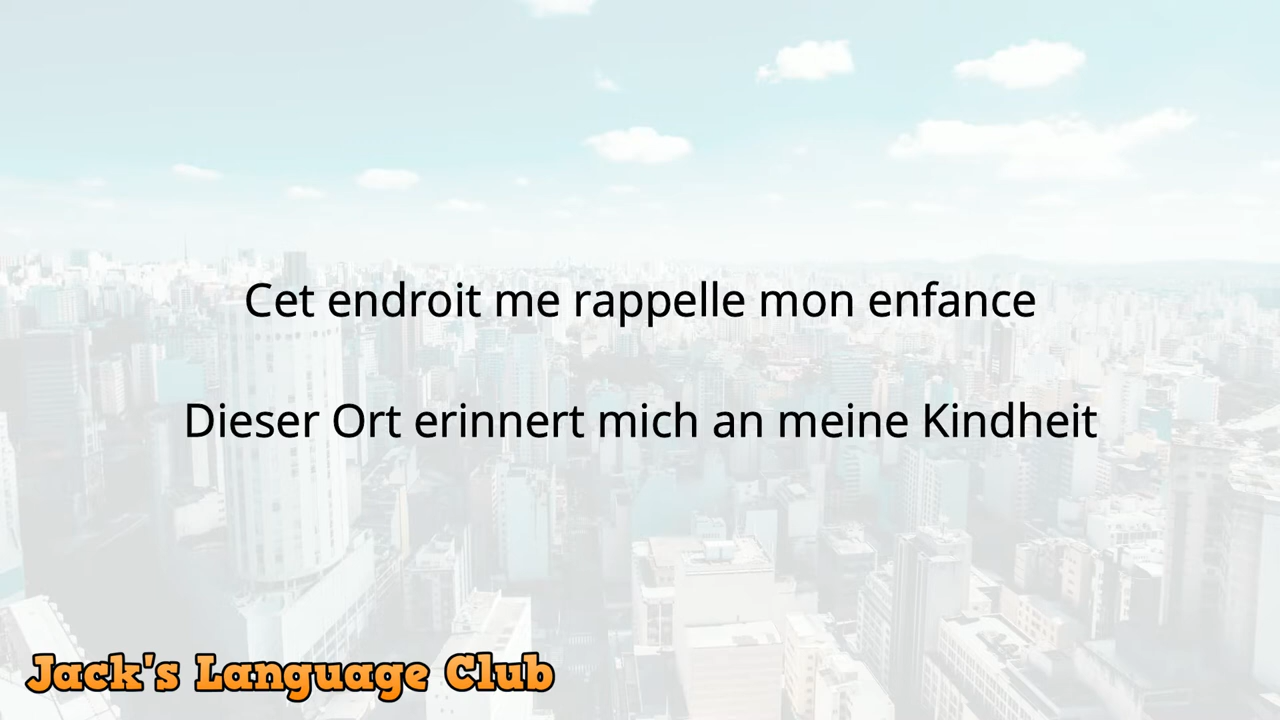 Cet endroit me rappelle mon enfance
Dieser Ort erinnert mich an meine Kindheit
Jack's Language Club